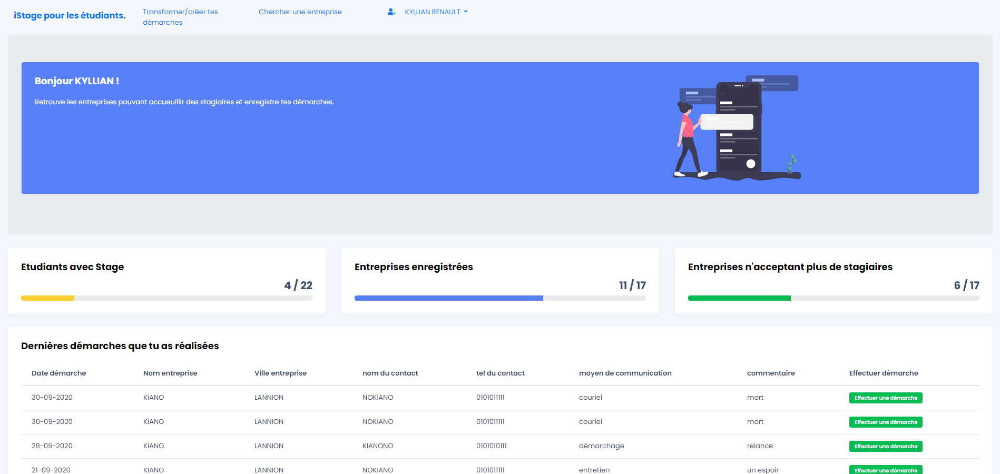 iStage pour les étudiants.
Transformer/créer tes
démarches
Chercher une entreprise
KYLLIAN RENAULT
Bonjour KYLLIAN !
Retrouve les entreprises pouvant accueuillir des stagiaires et enregistre tes démarches.
Etudiants avec Stage
4 / 22
Entreprises enregistrées
11 / 17
Entreprises n'acceptant plus de stagiaires
6 / 17
Dernières démarches que tu as réalisées
Date démarche Nom entreprise Ville entreprise nom du contact tel du contact moyen de communication commentaire Effectuer démarche
30-09-2020 KIANO LANNION NOKIANO 0101011111 couriel mort Effectuer une démarche
30-09-2020 KIANO LANNION NOKIANO 0101011111 couriel mort Effectuer une démarche
28-09-2020 KIANO LANNION KIANONO 0101010111 démarchage relance Effectuer une démarche
21-09-2020 KIANO LANNION NOKIANO 0101011111 entretien un espoir Effectuer une démarche